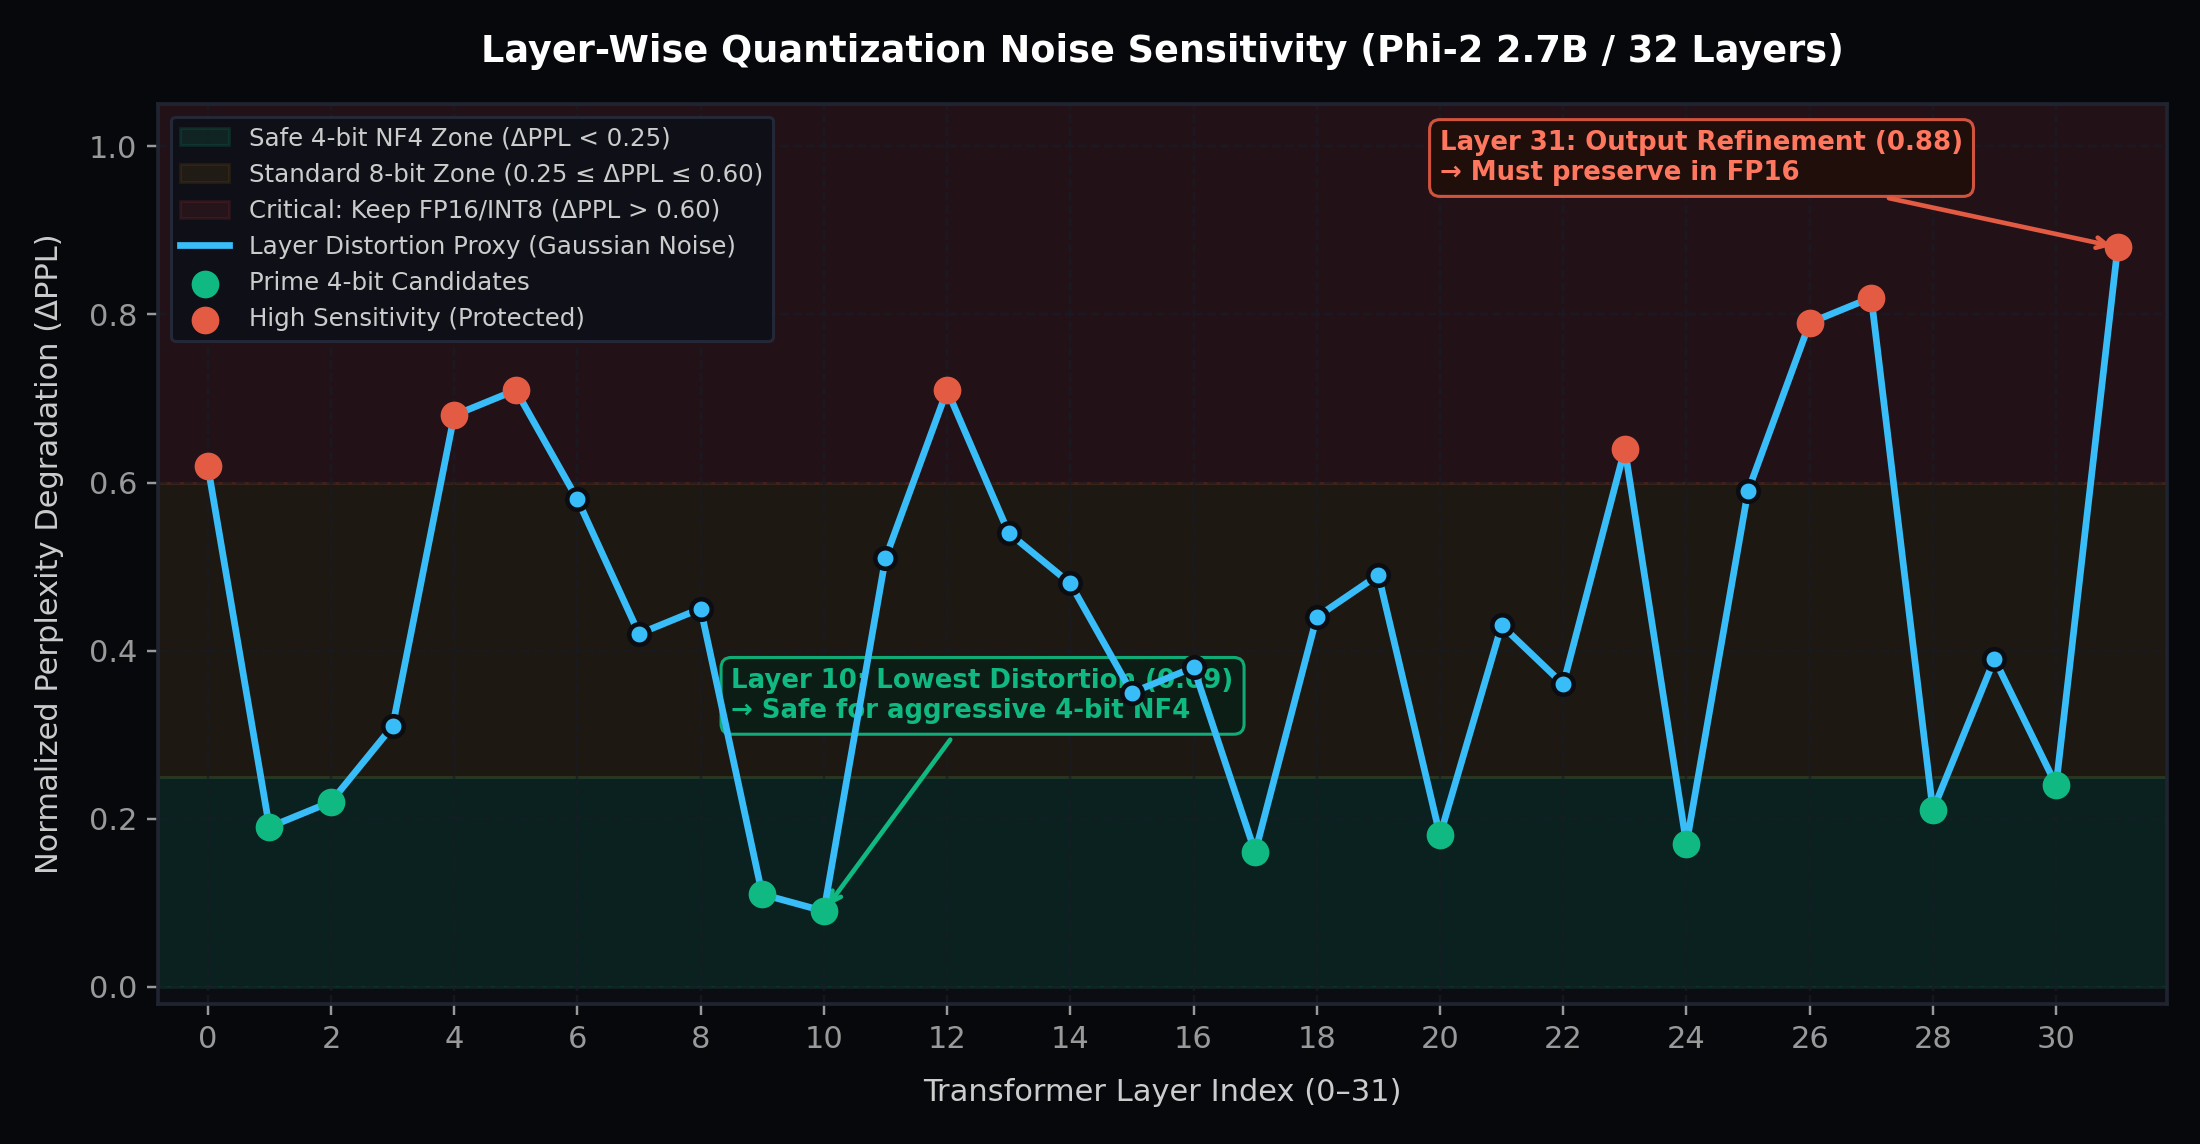 Layer-Wise Quantization Noise Sensitivity (Phi-2 2.7B / 32 Layers)
Normalized Perplexity Degradation (ΔPPL)
1.0
0.8
0.6
0.4
0.2
0.0
Safe 4-bit NF4 Zone (ΔPPL < 0.25)
Standard 8-bit Zone (0.25 ≤ ΔPPL ≤ 0.60)
Critical: Keep FP16/INT8 (ΔPPL > 0.60)
Layer Distortion Proxy (Gaussian Noise)
Prime 4-bit Candidates
High Sensitivity (Protected)
Layer 31: Output Refinement (0.88)
→ Must preserve in FP16
Layer 10: Lowest Distortion (0.09)
→ Safe for aggressive 4-bit NF4
0 2 4 6 8 10 12 14 16 18 20 22 24 26 28 30
Transformer Layer Index (0–31)